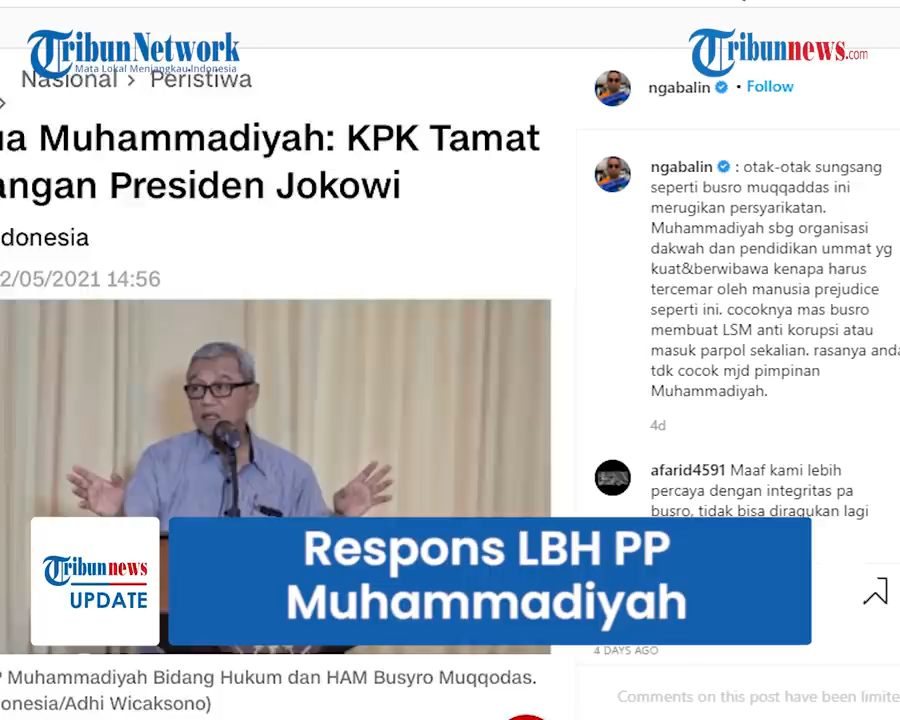 Tribun Network
Mata Lokal Menjangkau Indonesia
Tribunnews.com
Nasional › Peristiwa
ua Muhammadiyah: KPK Tamat
angan Presiden Jokowi
donesia
2/05/2021 14:56
P Muhammadiyah Bidang Hukum dan HAM Busyro Muqqodas.
onesia/Adhi Wicaksono)
ngabalin • Follow
ngabalin : otak-otak sungsang
seperti busro muqqaddas ini
merugikan persyarikatan.
Muhammadiyah sbg organisasi
dakwah dan pendidikan ummat yg
kuat&berwibawa kenapa harus
tercemar oleh manusia prejudice
seperti ini. cocoknya mas busro
membuat LSM anti korupsi atau
masuk parpol sekalian. rasanya anda
tdk cocok mjd pimpinan
Muhammadiyah.
4d
afarid4591 Maaf kami lebih
percaya dengan integritas pa
busro, tidak bisa diragukan lagi
4 DAYS AGO
Comments on this post have been limite
Tribunnews
UPDATE
Respons LBH PP
Muhammadiyah